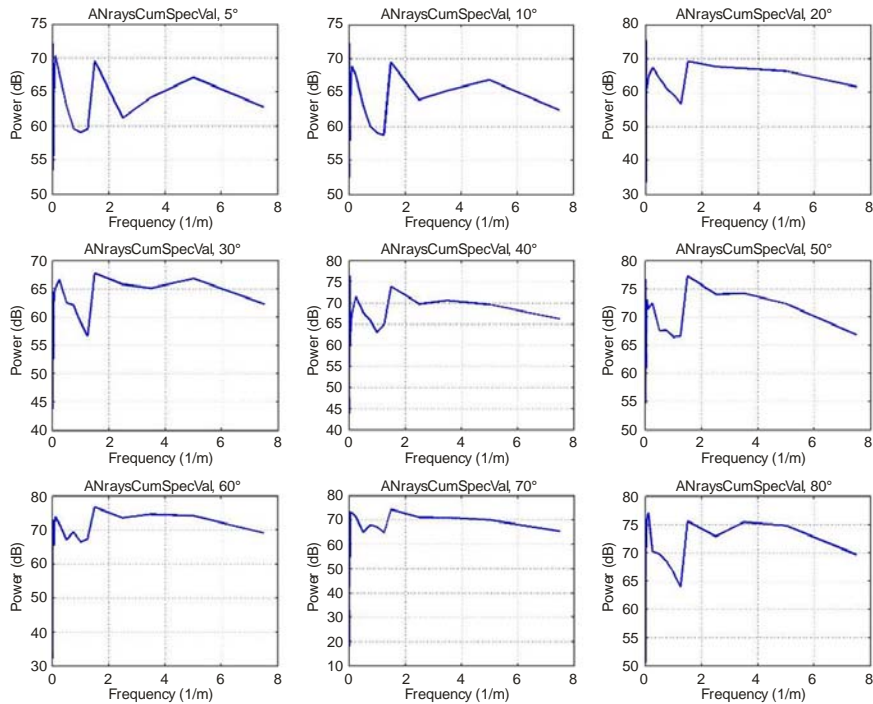 ANraysCumSpecVal, 5°
75
70
65
60
55
50
Power (dB)
0 2 4 6 8
Frequency (1/m)
ANraysCumSpecVal, 10°
75
70
65
60
55
50
Power (dB)
0 2 4 6 8
Frequency (1/m)
ANraysCumSpecVal, 20°
80
70
60
50
40
30
Power (dB)
0 2 4 6 8
Frequency (1/m)
ANraysCumSpecVal, 30°
70
65
60
55
50
45
40
Power (dB)
0 2 4 6 8
Frequency (1/m)
ANraysCumSpecVal, 40°
80
75
70
65
60
55
50
45
40
Power (dB)
0 2 4 6 8
Frequency (1/m)
ANraysCumSpecVal, 50°
80
75
70
65
60
55
50
Power (dB)
0 2 4 6 8
Frequency (1/m)
ANraysCumSpecVal, 60°
80
70
60
50
40
30
Power (dB)
0 2 4 6 8
Frequency (1/m)
ANraysCumSpecVal, 70°
80
70
60
50
40
30
20
10
Power (dB)
0 2 4 6 8
Frequency (1/m)
ANraysCumSpecVal, 80°
80
75
70
65
60
55
50
Power (dB)
0 2 4 6 8
Frequency (1/m)